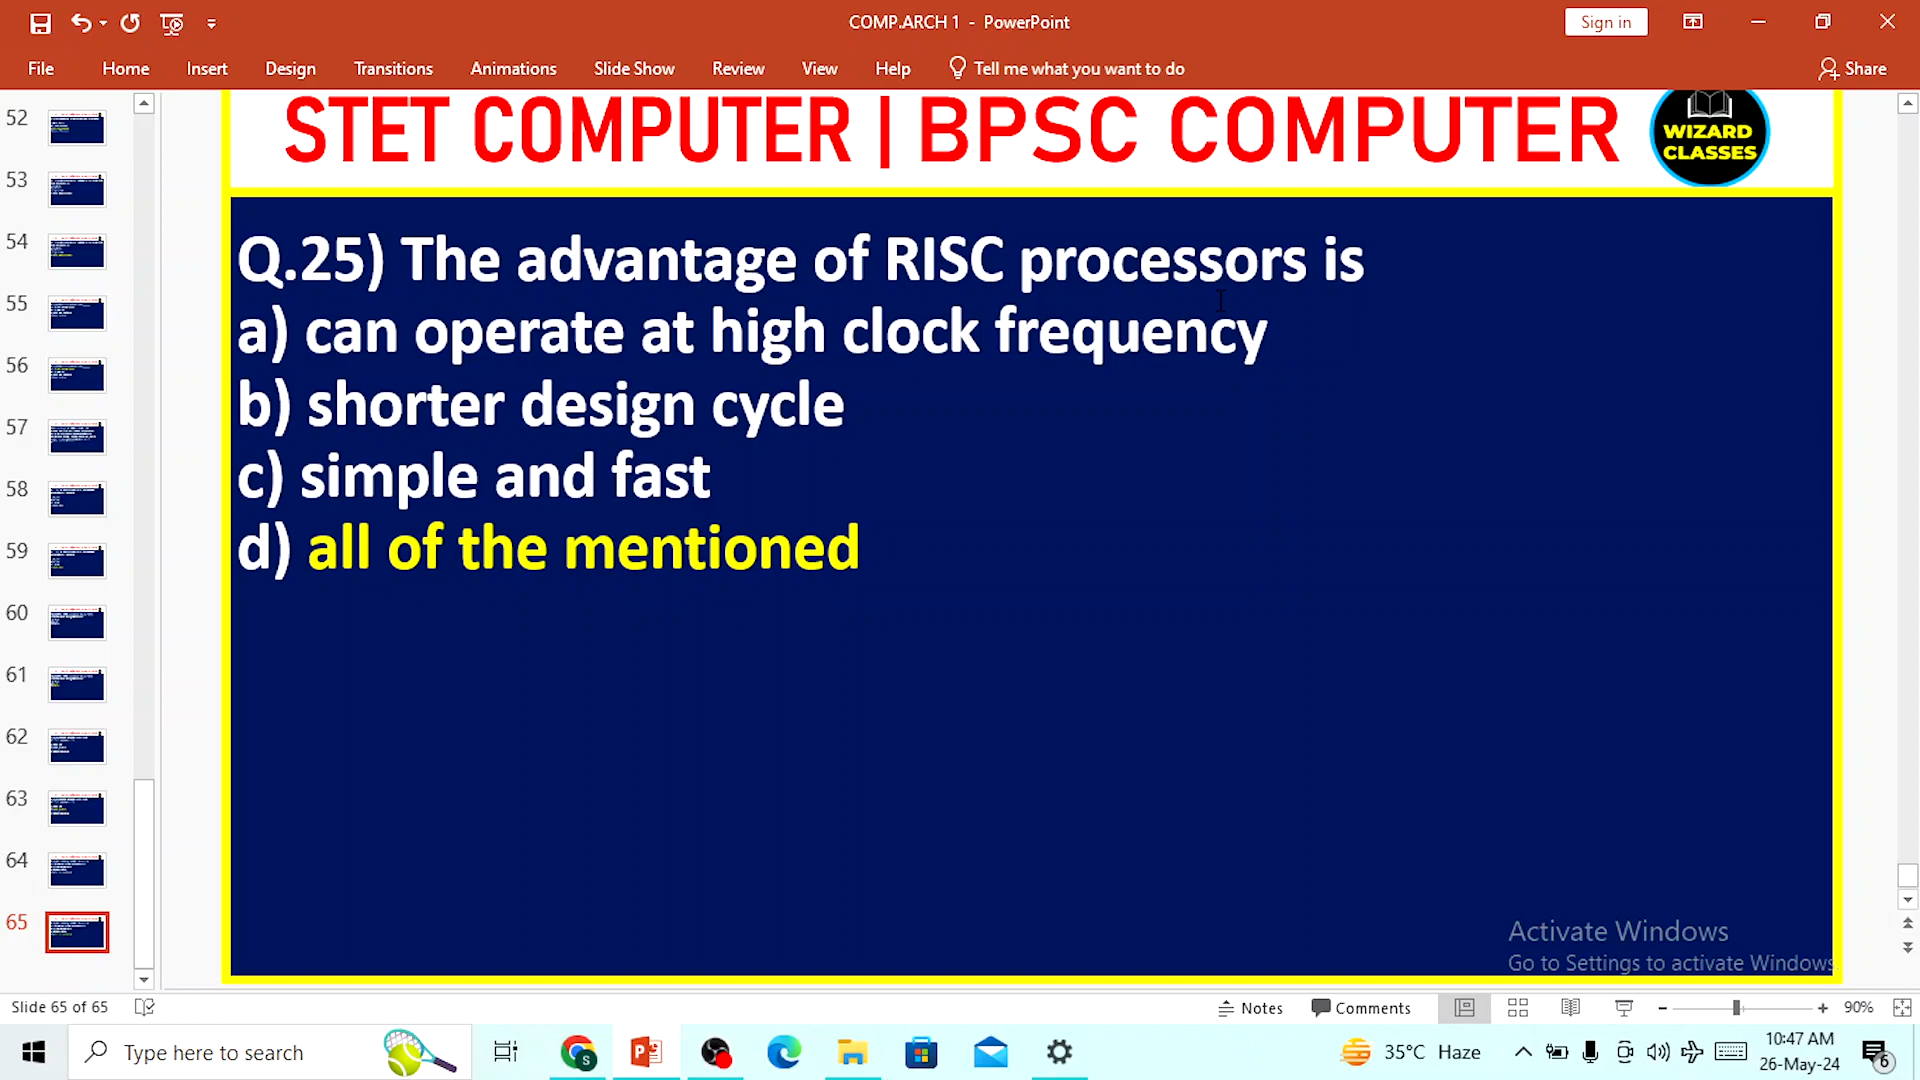 COMP.ARCH 1 - PowerPoint
Sign in
File Home Insert Design Transitions Animations Slide Show Review View Help Tell me what you want to do Share
STET COMPUTER | BPSC COMPUTER
WIZARD
CLASSES
52
53
54
55
56
57
58
59
60
61
62
63
64
65
Q.25) The advantage of RISC processors is
a) can operate at high clock frequency
b) shorter design cycle
c) simple and fast
d) all of the mentioned
Activate Windows
Go to Settings to activate Windows.
Slide 65 of 65 Notes Comments 90%
Type here to search
S
35°C Haze
10:47 AM
26-May-24
6